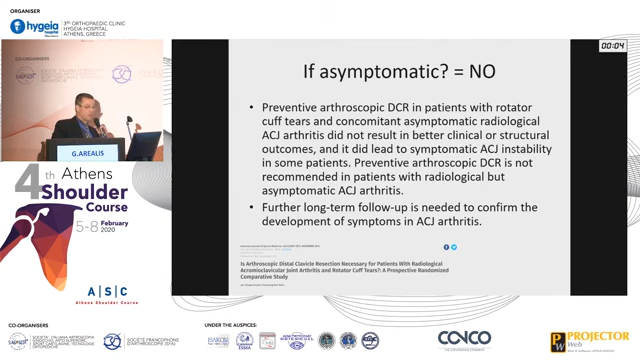 ORGANISER
hygeia
hospital
3RD ORTHOPAEDIC CLINIC
HYGEIA HOSPITAL
ATHENS, GREECE
CO-ORGANISERS
G.AREALIS
4th Athens
Shoulder
Course
5-8 February
2020
A|S|C
Athens Shoulder Course
00:04
If asymptomatic? = NO
• Preventive arthroscopic DCR in patients with rotator
cuff tears and concomitant asymptomatic radiological
ACJ arthritis did not result in better clinical or structural
outcomes, and it did lead to symptomatic ACJ instability
in some patients. Preventive arthroscopic DCR is not
recommended in patients with radiological but
asymptomatic ACJ arthritis.
• Further long-term follow-up is needed to confirm the
development of symptoms in ACJ arthritis.
Is Arthroscopic Distal Clavicle Resection Necessary for Patients With Radiological
Acromioclavicular Joint Arthritis and Rotator Cuff Tears?: A Prospective Randomized
Comparative Study
CO-ORGANISERS
SOCIÉTÉ FRANCOPHONE
D'ARTHROSCOPIE
UNDER THE AUSPICES:
ESSKA
CONCO
PW
PROJECTOR
Web